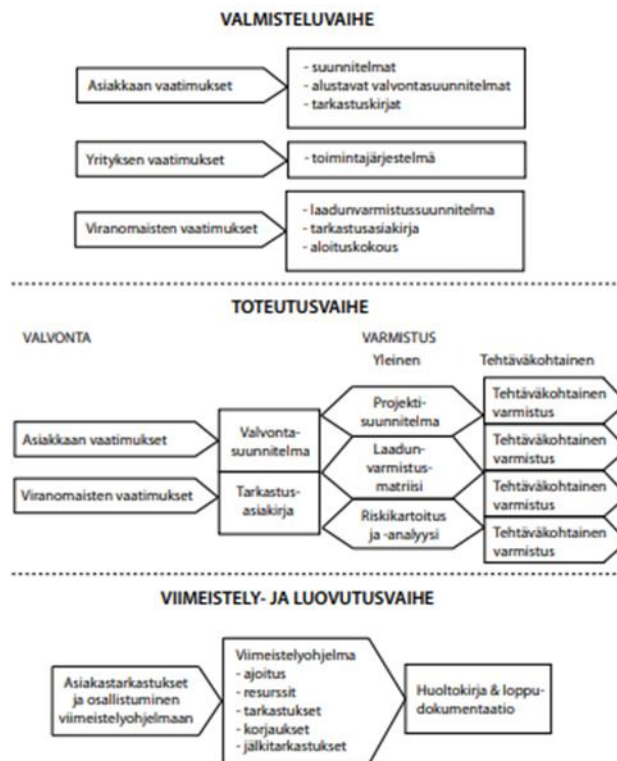 VALMISTELUVAIHE
Asiakkaan vaatimukset
- suunnitelmat
- alustavat valvontasuunnitelmat
- tarkastuskirjat
Yrityksen vaatimukset
- toimintajärjestelmä
Viranomaisten vaatimukset
- laadunvarmistussuunnitelma
- tarkastusasiakirja
- aloituskokous
TOTEUTUSVAIHE
VALVONTA
VARMISTUS
Yleinen
Tehtäväkohtainen
Asiakkaan vaatimukset
Viranomaisten vaatimukset
Valvonta-
suunnitelma
Tarkastus-
asiakirja
Projekti-
suunnitelma
Laadun-
varmistus-
matriisi
Riskikartoitus
ja -analyysi
Tehtäväkohtainen
varmistus
Tehtäväkohtainen
varmistus
Tehtäväkohtainen
varmistus
Tehtäväkohtainen
varmistus
VIIMEISTELY- JA LUOVUTUSVAIHE
Asiakastarkastukset
ja osallistuminen
viimeistelyohjelmaan
Viimeistelyohjelma
- ajoitus
- resurssit
- tarkastukset
- korjaukset
- jälkitarkastukset
Huoltokirja & loppu-
dokumentaatio